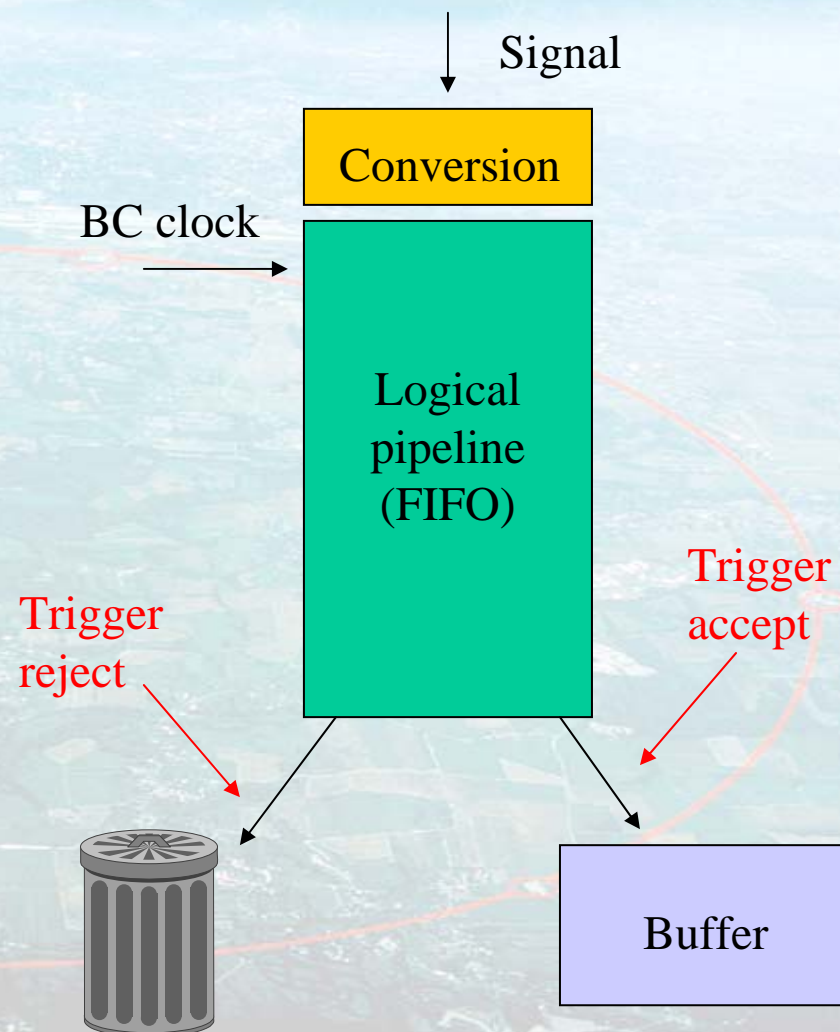 Signal
Conversion
BC clock
Logical
pipeline
(FIFO)
Trigger
accept
Trigger
reject
Buffer